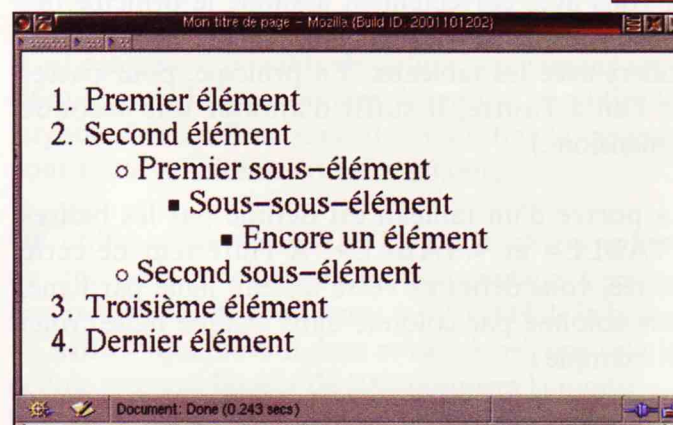 Mon titre de page – Mozilla {Build ID: 2001101202}
1. Premier élément
2. Second élément
o Premier sous–élément
▪ Sous–sous–élément
▪ Encore un élément
o Second sous–élément
3. Troisième élément
4. Dernier élément
Document: Done (0.243 secs)